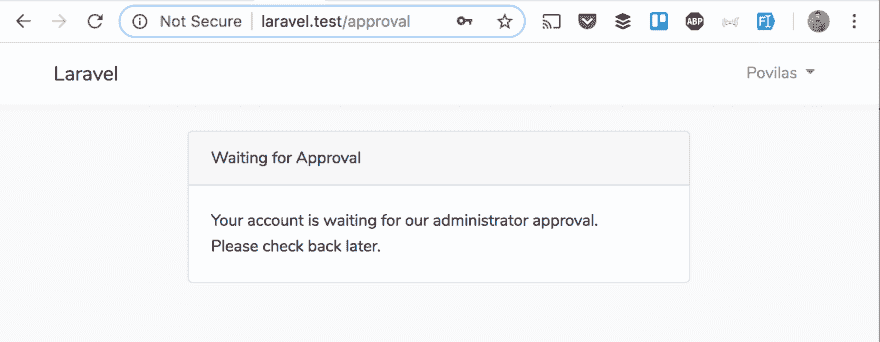 Not Secure | laravel.test/approval
ABP
Laravel
Povilas
Waiting for Approval
Your account is waiting for our administrator approval.
Please check back later.